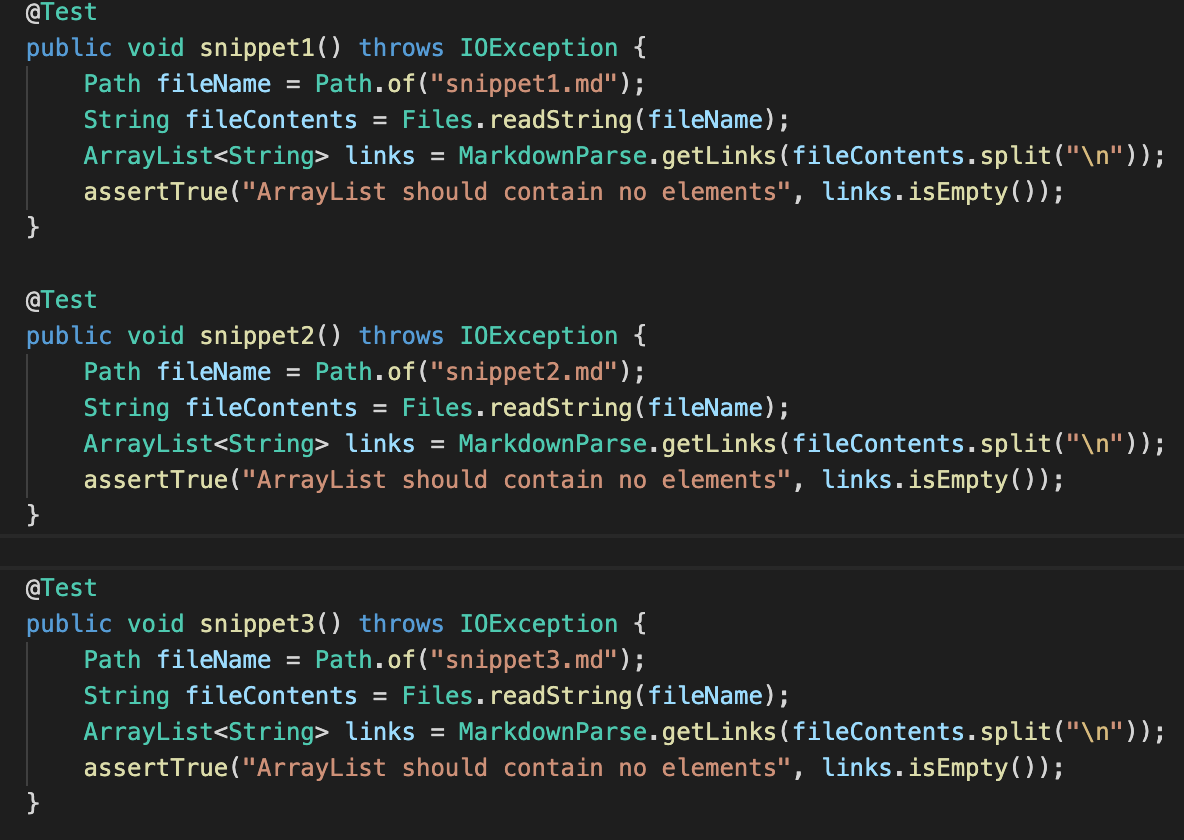 @Test
public void snippet1() throws IOException {
Path fileName = Path.of("snippet1.md");
String fileContents = Files.readString(fileName);
ArrayList<String> links = MarkdownParse.getLinks(fileContents.split("\n"));
assertTrue("ArrayList should contain no elements", links.isEmpty());
}
@Test
public void snippet2() throws IOException {
Path fileName = Path.of("snippet2.md");
String fileContents = Files.readString(fileName);
ArrayList<String> links = MarkdownParse.getLinks(fileContents.split("\n"));
assertTrue("ArrayList should contain no elements", links.isEmpty());
}
@Test
public void snippet3() throws IOException {
Path fileName = Path.of("snippet3.md");
String fileContents = Files.readString(fileName);
ArrayList<String> links = MarkdownParse.getLinks(fileContents.split("\n"));
assertTrue("ArrayList should contain no elements", links.isEmpty());
}